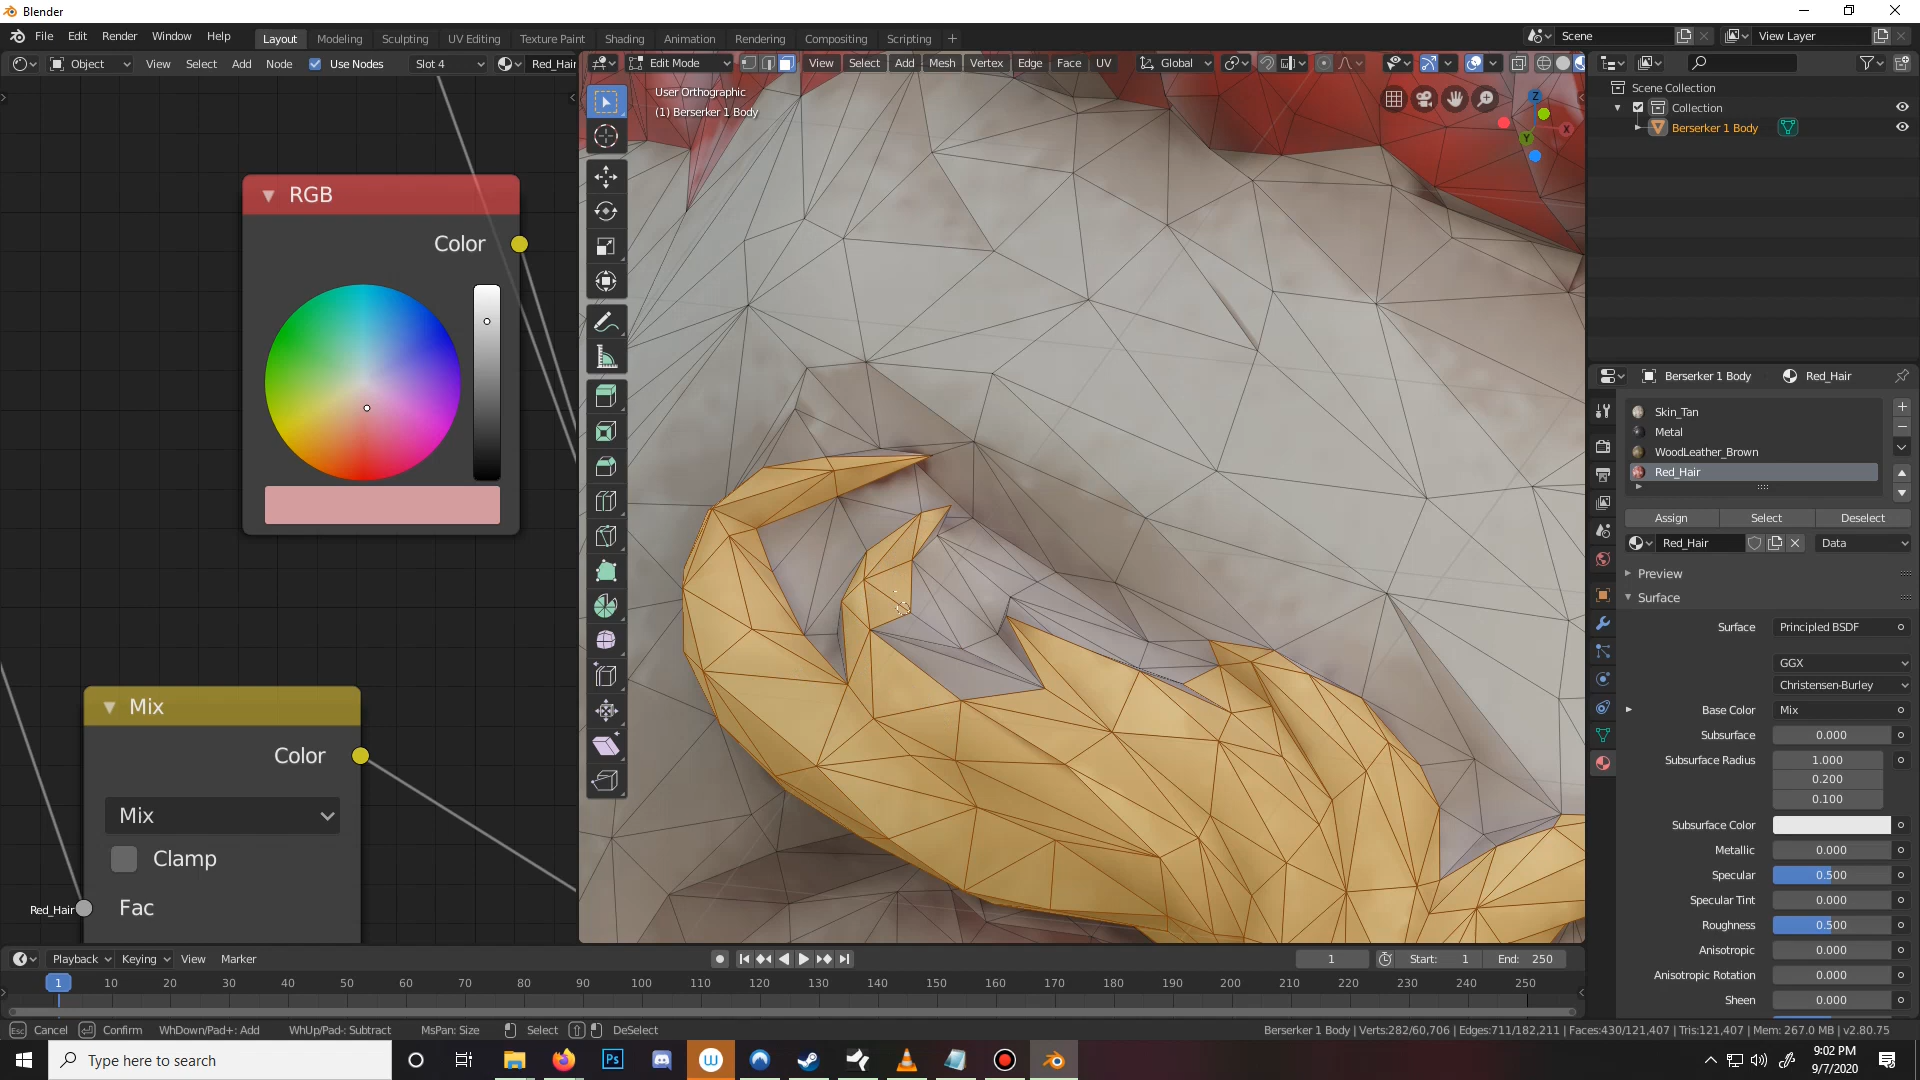 Blender
File Edit Render Window Help
Layout Modeling Sculpting UV Editing Texture Paint Shading Animation Rendering Compositing Scripting +
Scene
View Layer
Object View Select Add Node Use Nodes Slot 4 Red_Hair
Edit Mode View Select Add Mesh Vertex Edge Face UV Global
User Orthographic
(1) Berserker 1 Body
Z
X
Y
RGB
Color
Mix
Color
Mix
Clamp
Red_Hair
Fac
Scene Collection
Collection
Berserker 1 Body
Berserker 1 Body Red_Hair
Skin_Tan
Metal
WoodLeather_Brown
Red_Hair
Assign Select Deselect
Red_Hair Data
Preview
Surface
Surface Principled BSDF
GGX
Christensen-Burley
Base Color Mix
Subsurface 0.000
Subsurface Radius 1.000
0.200
0.100
Subsurface Color
Metallic 0.000
Specular 0.500
Specular Tint 0.000
Roughness 0.500
Anisotropic 0.000
Anisotropic Rotation 0.000
Sheen 0.000
Playback Keying View Marker
1 Start: 1 End: 250
1 10 20 30 40 50 60 70 80 90 100 110 120 130 140 150 160 170 180 190 200 210 220 230 240 250
Esc Cancel Confirm WhDown/Pad+: Add WhUp/Pad-: Subtract MsPan: Size Select DeSelect
Berserker 1 Body | Verts:282/60,706 | Edges:711/182,211 | Faces:430/121,407 | Tris:121,407 | Mem: 267.0 MB | v2.80.75
Type here to search
Ps
W
9:02 PM
9/7/2020